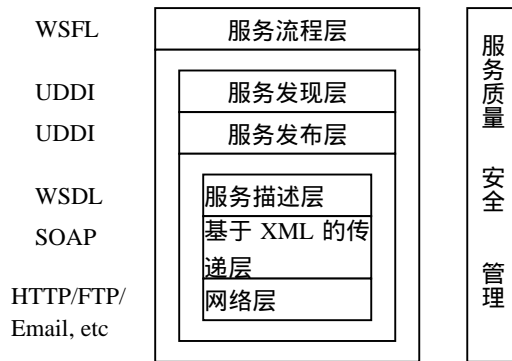 WSFL 服务流程层
UDDI 服务发现层
UDDI 服务发布层
WSDL 服务描述层
SOAP 基于 XML 的传
递层
HTTP/FTP/ 网络层
Email, etc
服务质量
安全
管理